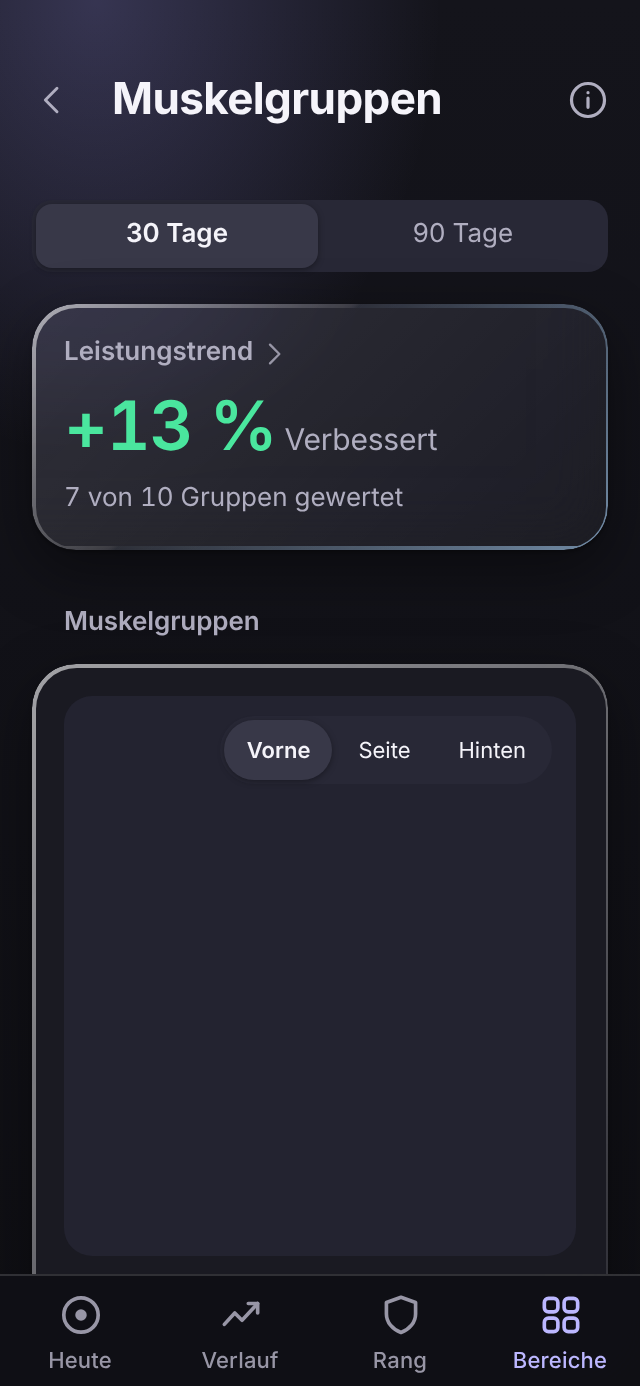 Muskelgruppen
30 Tage
90 Tage
Leistungstrend
+13 % Verbessert
7 von 10 Gruppen gewertet
Muskelgruppen
Vorne
Seite
Hinten
Heute
Verlauf
Rang
Bereiche